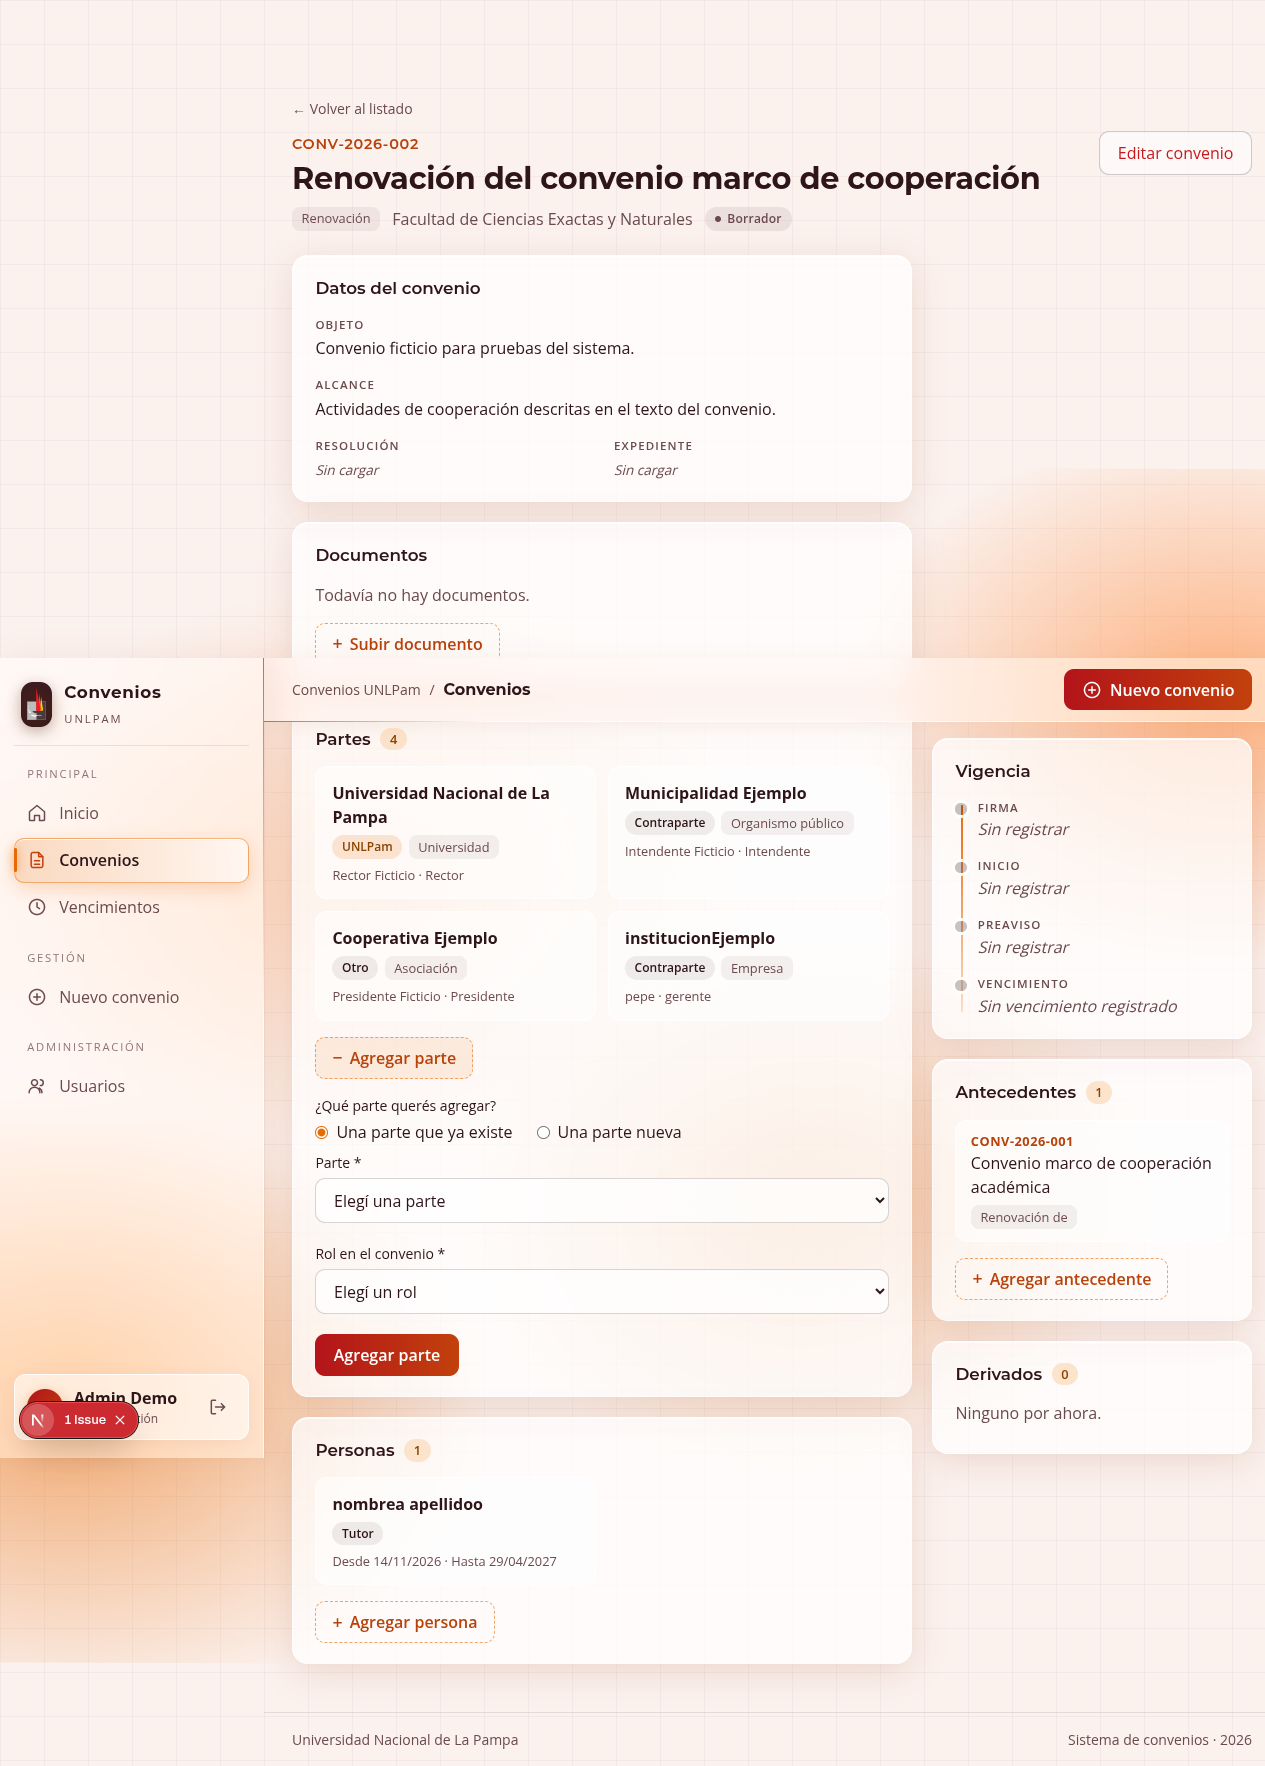 ← Volver al listado
CONV-2026-002
Renovación del convenio marco de cooperación
Editar convenio
Renovación Facultad de Ciencias Exactas y Naturales • Borrador
Datos del convenio
OBJETO
Convenio ficticio para pruebas del sistema.
ALCANCE
Actividades de cooperación descritas en el texto del convenio.
RESOLUCIÓN EXPEDIENTE
Sin cargar Sin cargar
Documentos
Todavía no hay documentos.
+ Subir documento
Convenios
UNLPAM
PRINCIPAL
Inicio
Convenios
Vencimientos
GESTIÓN
Nuevo convenio
ADMINISTRACIÓN
Usuarios
Admin Demo
1 Issue
Convenios UNLPam / Convenios
Nuevo convenio
Partes 4
Universidad Nacional de La
Pampa
UNLPam Universidad
Rector Ficticio · Rector
Municipalidad Ejemplo
Contraparte Organismo público
Intendente Ficticio · Intendente
Cooperativa Ejemplo
Otro Asociación
Presidente Ficticio · Presidente
institucionEjemplo
Contraparte Empresa
pepe · gerente
− Agregar parte
¿Qué parte querés agregar?
Una parte que ya existe Una parte nueva
Parte *
Elegí una parte
Rol en el convenio *
Elegí un rol
Agregar parte
Personas 1
nombrea apellidoo
Tutor
Desde 14/11/2026 · Hasta 29/04/2027
+ Agregar persona
Vigencia
FIRMA
Sin registrar
INICIO
Sin registrar
PREAVISO
Sin registrar
VENCIMIENTO
Sin vencimiento registrado
Antecedentes 1
CONV-2026-001
Convenio marco de cooperación
académica
Renovación de
+ Agregar antecedente
Derivados 0
Ninguno por ahora.
Universidad Nacional de La Pampa
Sistema de convenios · 2026